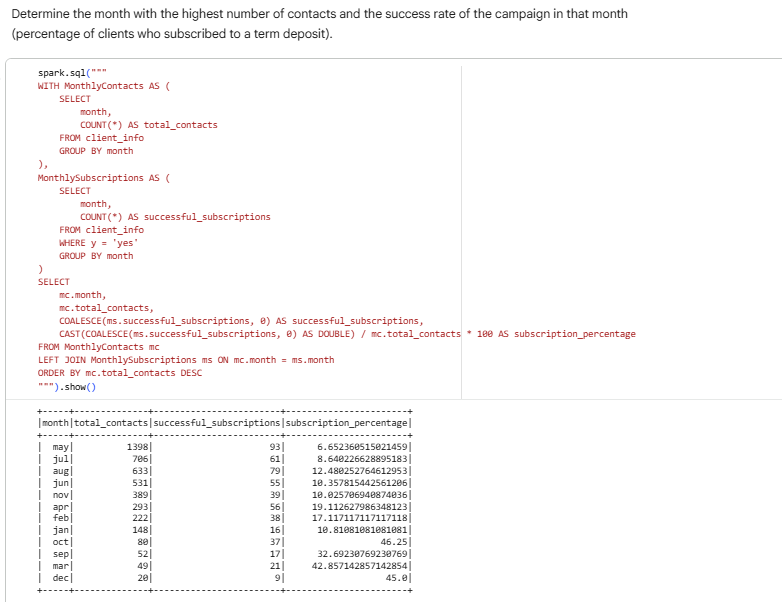 Determine the month with the highest number of contacts and the success rate of the campaign in that month
(percentage of clients who subscribed to a term deposit).
spark.sql("""
WITH MonthlyContacts AS (
    SELECT
        month,
        COUNT(*) AS total_contacts
    FROM client_info
    GROUP BY month
),
MonthlySubscriptions AS (
    SELECT
        month,
        COUNT(*) AS successful_subscriptions
    FROM client_info
    WHERE y = 'yes'
    GROUP BY month
)
SELECT
    mc.month,
    mc.total_contacts,
    COALESCE(ms.successful_subscriptions, 0) AS successful_subscriptions,
    CAST(COALESCE(ms.successful_subscriptions, 0) AS DOUBLE) / mc.total_contacts * 100 AS subscription_percentage
FROM MonthlyContacts mc
LEFT JOIN MonthlySubscriptions ms ON mc.month = ms.month
ORDER BY mc.total_contacts DESC
""").show()
+-----+--------------+------------------------+-----------------------+
|month|total_contacts|successful_subscriptions|subscription_percentage|
+-----+--------------+------------------------+-----------------------+
|  may|          1398|                      93|      6.652360515021459|
|  jul|           706|                      61|      8.640226628895183|
|  aug|           633|                      79|     12.480252764612953|
|  jun|           531|                      55|     10.357815442561206|
|  nov|           389|                      39|     10.025706940874036|
|  apr|           293|                      56|     19.112627986348123|
|  feb|           222|                      38|     17.117117117117118|
|  jan|           148|                      16|      10.81081081081081|
|  oct|            80|                      37|                  46.25|
|  sep|            52|                      17|      32.69230769230769|
|  mar|            49|                      21|     42.857142857142854|
|  dec|            20|                       9|                   45.0|
+-----+--------------+------------------------+-----------------------+